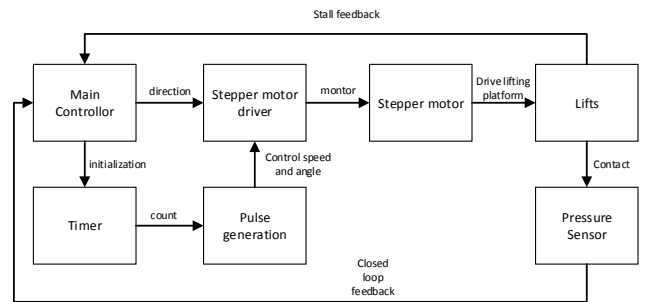 Stall feedback
Main
Controllor
direction
Stepper motor
driver
montor
Stepper motor
Drive lifting
platform
Lifts
initialization
Control speed
and angle
Contact
Timer
count
Pulse
generation
Pressure
Sensor
Closed
loop
feedback